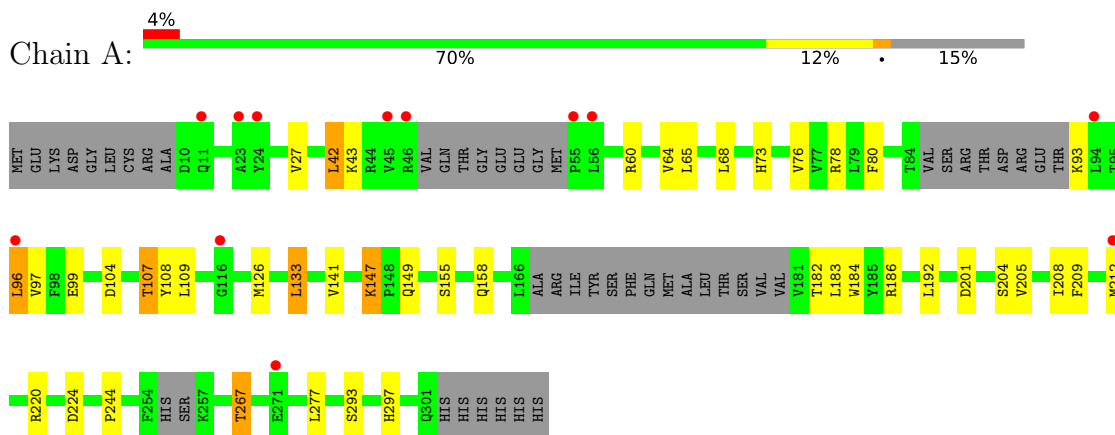 4%
Chain A:
70% 12% • 15%
MET GLU LYS ASP GLY LEU CYS ARG ALA D10 Q11 A23 Y24 V27 L42 K43 R44 V45 R46 VAL GLN THR GLY GLU GLU GLY MET P55 L56 R60 V64 L65 L68 H73 V76 V77 R78 L79 F80 T84 VAL SER ARG THR ASP ARG GLU THR K93 L94 T95
L96 V97 F98 E99 D104 T107 Y108 L109 G116 M126 L133 V141 K147 P148 Q149 S155 Q158 L166 ALA ARG ILE TYR SER PHE GLN MET ALA LEU THR SER VAL VAL V181 T182 L183 W184 Y185 R186 L192 D201 S204 V205 I208 F209 M212
R220 D224 P244 F254 HIS SER K257 T267 E271 L277 S293 H297 Q301 HIS HIS HIS HIS HIS HIS